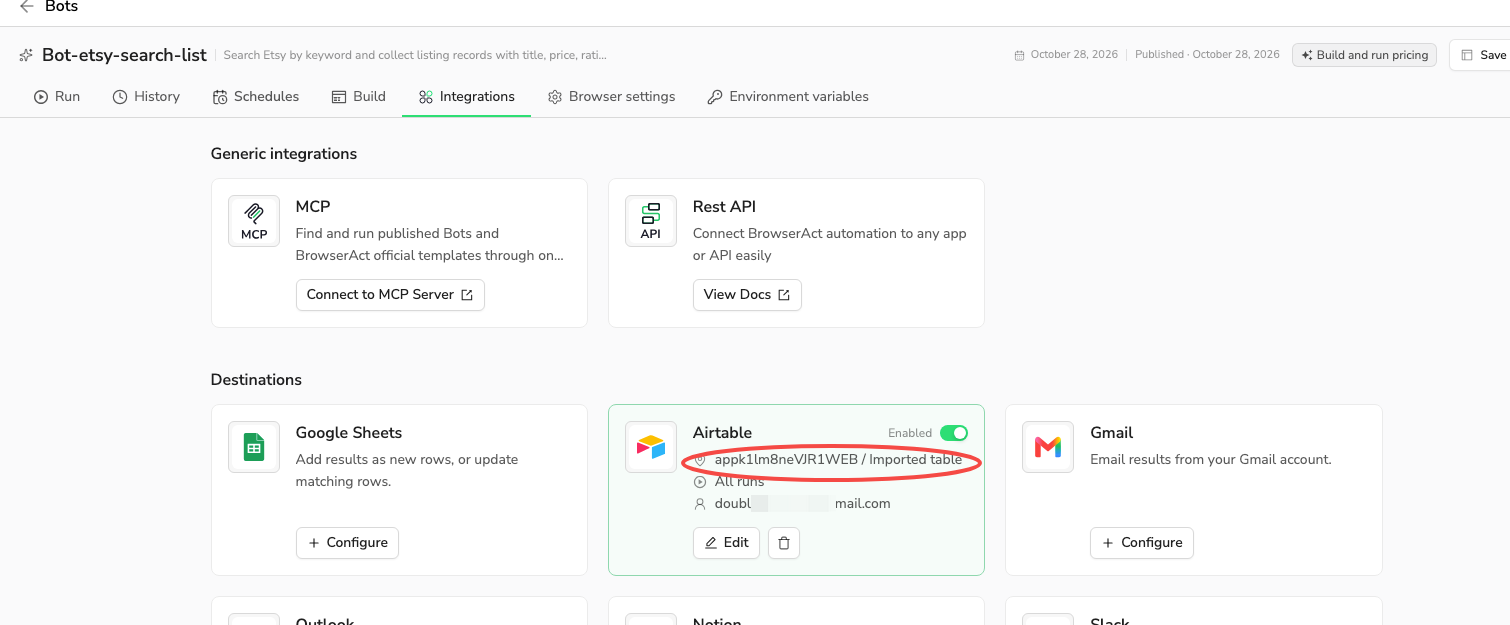 Bots
Bot-etsy-search-list
Search Etsy by keyword and collect listing records with title, price, rati...
October 28, 2026
Published · October 28, 2026
Build and run pricing
Save
Run
History
Schedules
Build
Integrations
Browser settings
Environment variables
Generic integrations
MCP
MCP
Find and run published Bots and
BrowserAct official templates through on...
Connect to MCP Server
API
Rest API
Connect BrowserAct automation to any app
or API easily
View Docs
Destinations
Google Sheets
Add results as new rows, or update
matching rows.
Configure
Airtable
Enabled
appk1lm8neVJR1WEB / Imported table
All runs
doubl mail.com
Edit
Gmail
Email results from your Gmail account.
Configure
Outlook
Notion
Slack